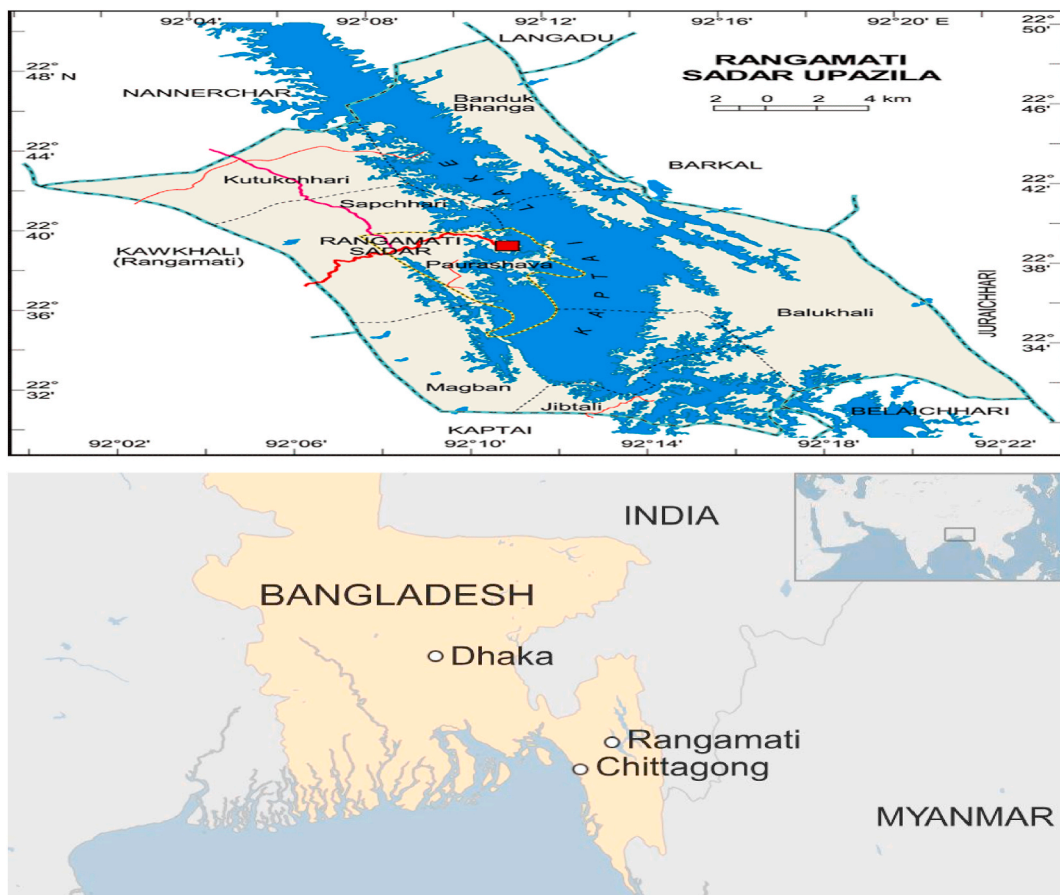 92° 04' 92° 08' 92° 12' 92° 16' 92° 20' E
22° 50'
LANGADU
RANGAMATI
SADAR UPAZILA
2 0 2 4 km
22° 48' N
NANNERCHAR
Banduk
Bhanga
22° 46'
22° 44'
BARKAL
Kutukchhari
22° 42'
Sapchhari
22° 40'
RANGAMATI
SADAR
KAWKHALI
(Rangamati)
Paurashava
KAPTAI LAKE
22° 38'
JURAICHHARI
22° 36'
Balukhali
22° 34'
22° 32'
Magban
Jibtali
BELAICHHARI
KAPTAI
92° 02' 92° 06' 92° 10' 92° 14' 92° 18' 92° 22'
INDIA
BANGLADESH
Dhaka
Rangamati
Chittagong
MYANMAR